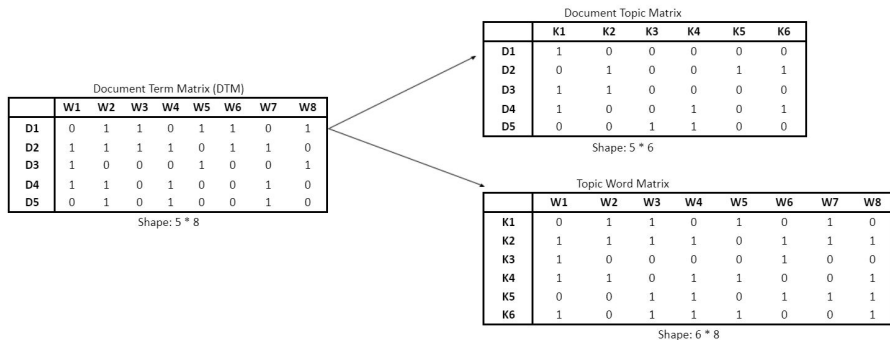 Document Term Matrix (DTM)
W1 W2 W3 W4 W5 W6 W7 W8
D1 0 1 1 0 1 1 0 1
D2 1 1 1 1 0 1 1 0
D3 1 0 0 0 1 0 0 1
D4 1 1 0 1 0 0 1 0
D5 0 1 0 1 0 0 1 0
Shape: 5 * 8
Document Topic Matrix
K1 K2 K3 K4 K5 K6
D1 1 0 0 0 0 0
D2 0 1 0 0 1 1
D3 1 1 0 0 0 0
D4 1 0 0 1 0 1
D5 0 0 1 1 0 0
Shape: 5 * 6
Topic Word Matrix
W1 W2 W3 W4 W5 W6 W7 W8
K1 0 1 1 0 1 0 1 0
K2 1 1 1 1 0 1 1 1
K3 1 0 0 0 0 1 0 0
K4 1 1 0 1 1 0 0 1
K5 0 0 1 1 0 1 1 1
K6 1 0 1 1 1 0 0 1
Shape: 6 * 8